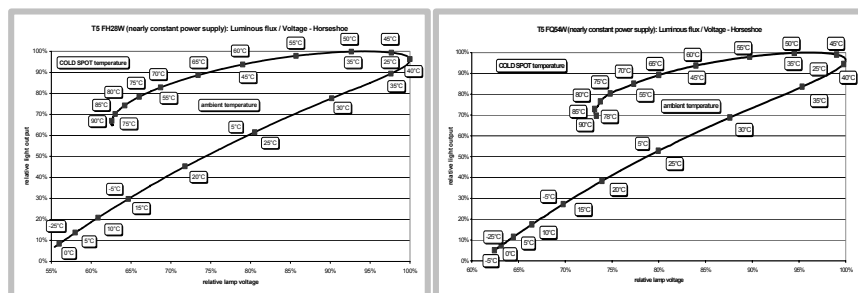 T5 FH28W (nearly constant power supply): Luminous flux / Voltage - Horseshoe
100%
90%
80%
70%
60%
50%
40%
30%
20%
10%
0%
55%
60%
65%
70%
75%
80%
85%
90%
95%
100%
relative light output
relative lamp voltage
COLD SPOT temperature
ambient temperature
45°C
50°C
55°C
60°C
65°C
70°C
75°C
80°C
85°C
90°C
75°C
55°C
45°C
35°C
25°C
40°C
35°C
30°C
5°C
25°C
20°C
-5°C
15°C
10°C
-25°C
5°C
0°C
T5 FQ54W (nearly constant power supply): Luminous flux / Voltage - Horseshoe
100%
90%
80%
70%
60%
50%
40%
30%
20%
10%
0%
60%
65%
70%
75%
80%
85%
90%
95%
100%
relative light output
relative lamp voltage
COLD SPOT temperature
ambient temperature
45°C
50°C
55°C
60°C
65°C
70°C
75°C
80°C
85°C
90°C
78°C
55°C
45°C
35°C
25°C
40°C
35°C
30°C
5°C
25°C
20°C
-5°C
15°C
10°C
-25°C
5°C
0°C
-5°C